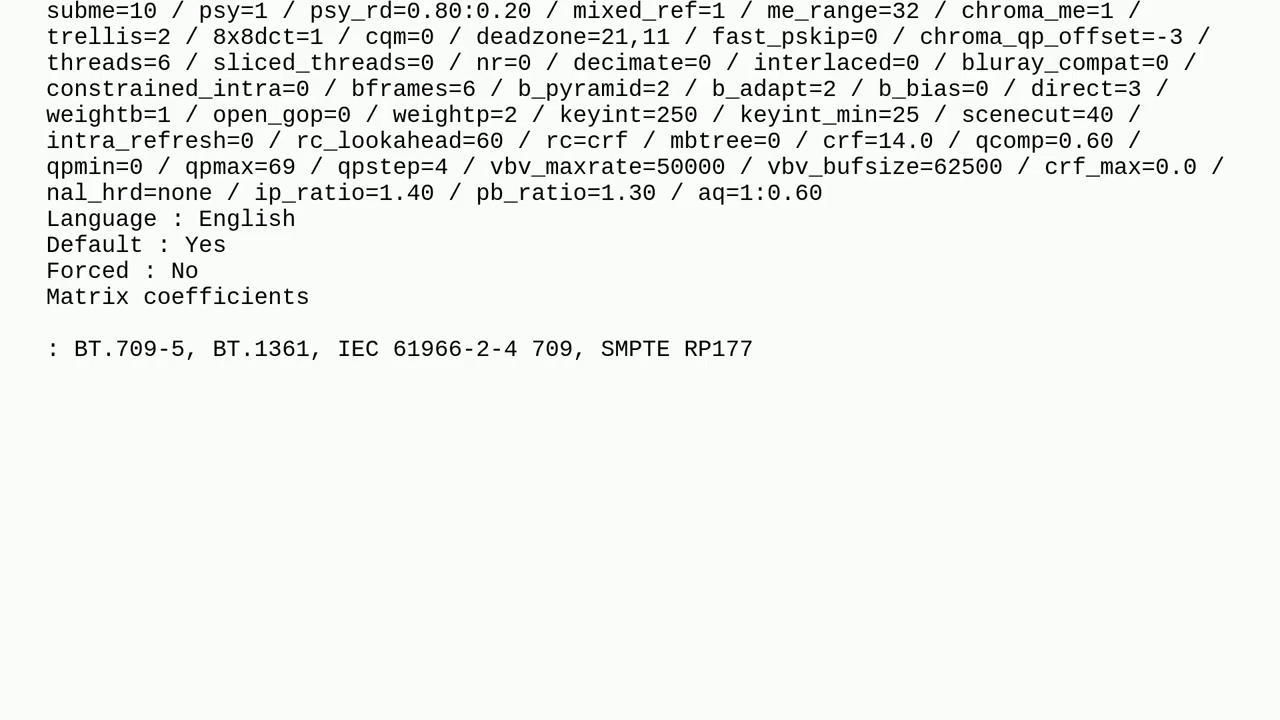 subme=10 / psy=1 / psy_rd=0.80:0.20 / mixed_ref=1 / me_range=32 / chroma_me=1 /
trellis=2 / 8x8dct=1 / cqm=0 / deadzone=21,11 / fast_pskip=0 / chroma_qp_offset=-3 /
threads=6 / sliced_threads=0 / nr=0 / decimate=0 / interlaced=0 / bluray_compat=0 /
constrained_intra=0 / bframes=6 / b_pyramid=2 / b_adapt=2 / b_bias=0 / direct=3 /
weightb=1 / open_gop=0 / weightp=2 / keyint=250 / keyint_min=25 / scenecut=40 /
intra_refresh=0 / rc_lookahead=60 / rc=crf / mbtree=0 / crf=14.0 / qcomp=0.60 /
qpmin=0 / qpmax=69 / qpstep=4 / vbv_maxrate=50000 / vbv_bufsize=62500 / crf_max=0.0 /
nal_hrd=none / ip_ratio=1.40 / pb_ratio=1.30 / aq=1:0.60
Language : English
Default : Yes
Forced : No
Matrix coefficients
: BT.709-5, BT.1361, IEC 61966-2-4 709, SMPTE RP177